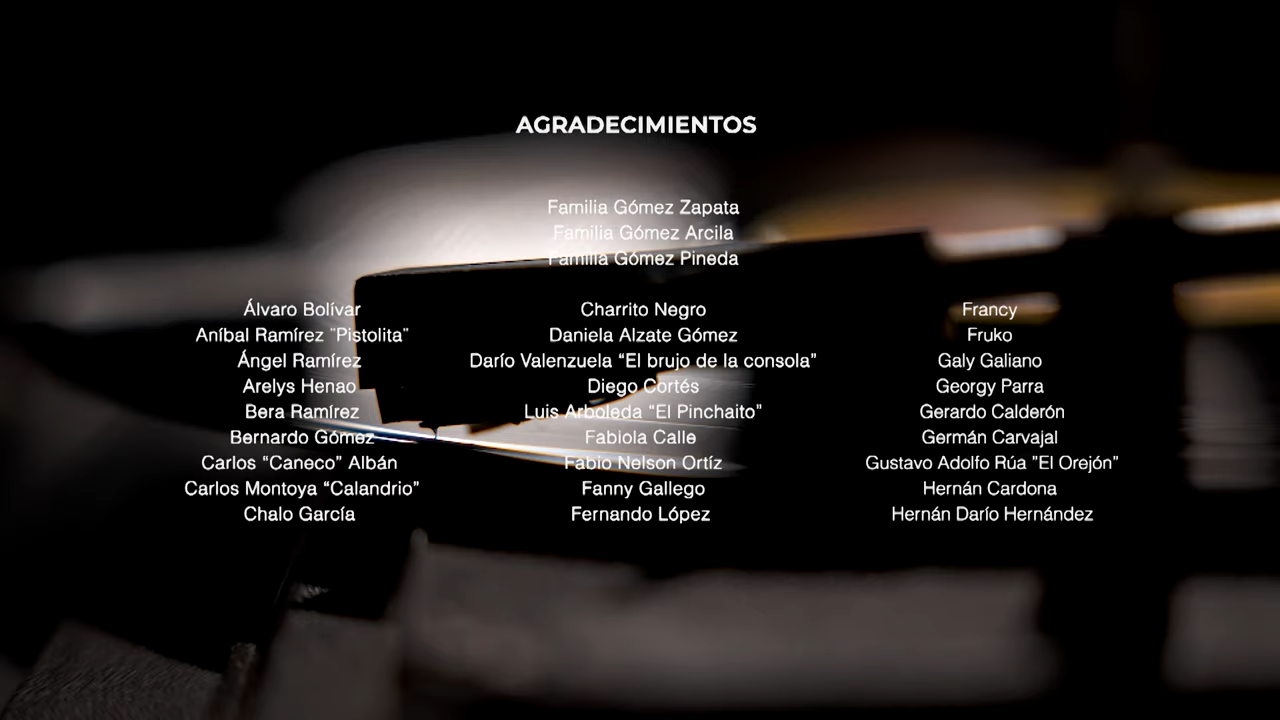 AGRADECIMIENTOS
Familia Gómez Zapata
Familia Gómez Arcila
Familia Gómez Pineda
Álvaro Bolívar
Aníbal Ramírez "Pistolita"
Ángel Ramírez
Arelys Henao
Bera Ramírez
Bernardo Gómez
Carlos “Caneco” Albán
Carlos Montoya “Calandrio”
Chalo García
Charrito Negro
Daniela Alzate Gómez
Darío Valenzuela “El brujo de la consola”
Diego Cortés
Luis Arboleda “El Pinchaito”
Fabiola Calle
Fabio Nelson Ortíz
Fanny Gallego
Fernando López
Francy
Fruko
Galy Galiano
Georgy Parra
Gerardo Calderón
Germán Carvajal
Gustavo Adolfo Rúa ”El Orejón”
Hernán Cardona
Hernán Darío Hernández